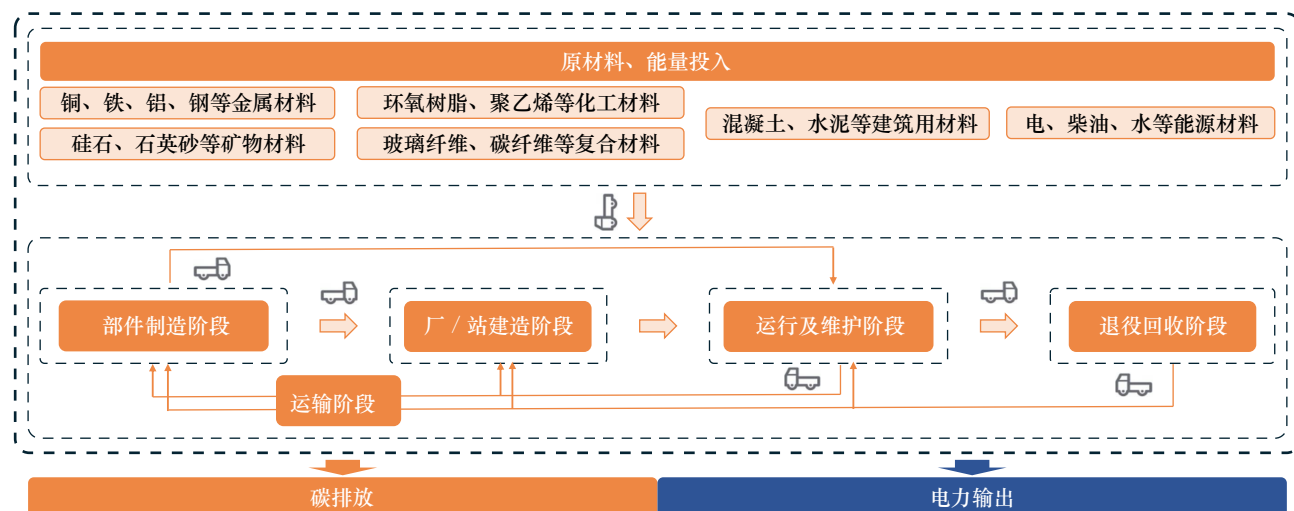 原材料、能量投入
铜、铁、铝、钢等金属材料
环氧树脂、聚乙烯等化工材料
混凝土、水泥等建筑用材料
电、柴油、水等能源材料
硅石、石英砂等矿物材料
玻璃纤维、碳纤维等复合材料
部件制造阶段
厂/站建造阶段
运行及维护阶段
退役回收阶段
运输阶段
碳排放
电力输出